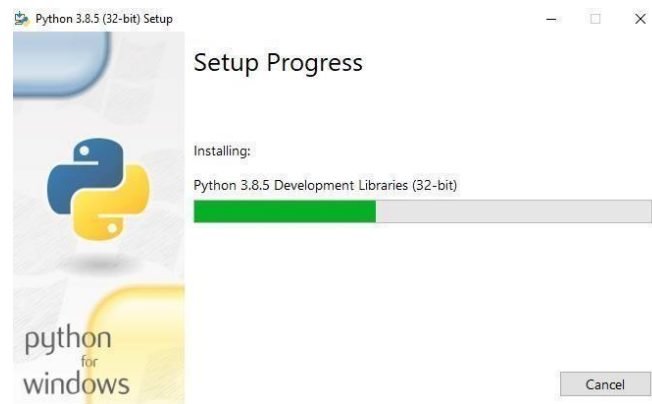 Python 3.8.5 (32-bit) Setup
Setup Progress
Installing:
Python 3.8.5 Development Libraries (32-bit)
python
for
windows
Cancel